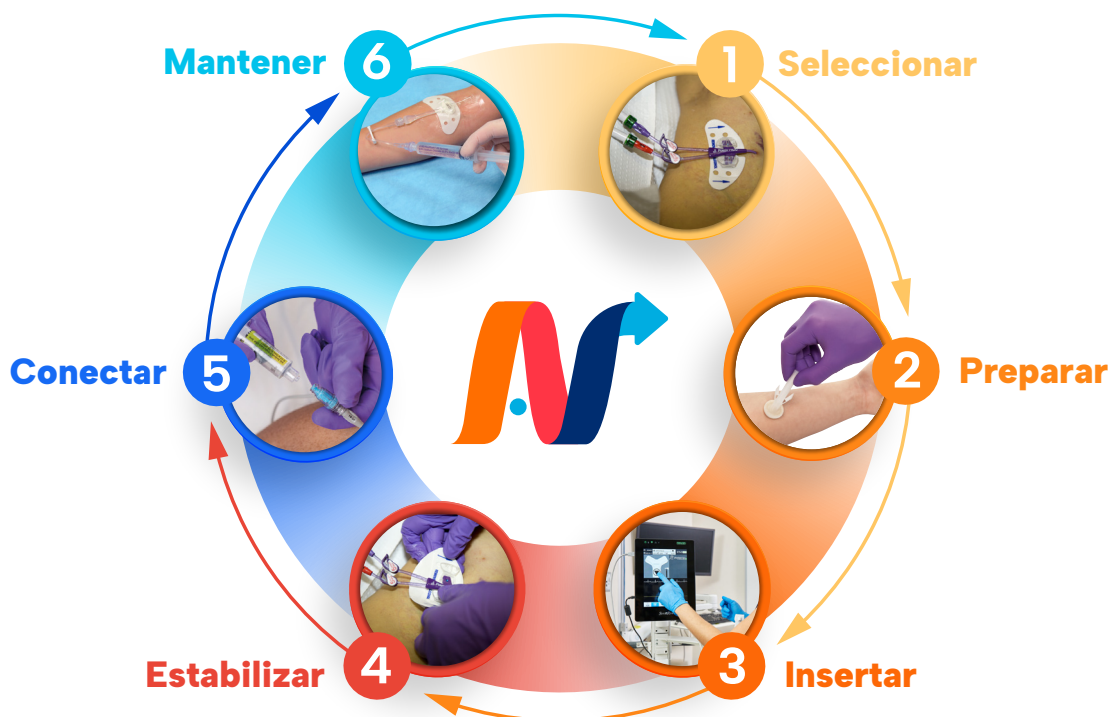 1
Seleccionar
2
Preparar
3
Insertar
4
Estabilizar
5
Conectar
6
Mantener